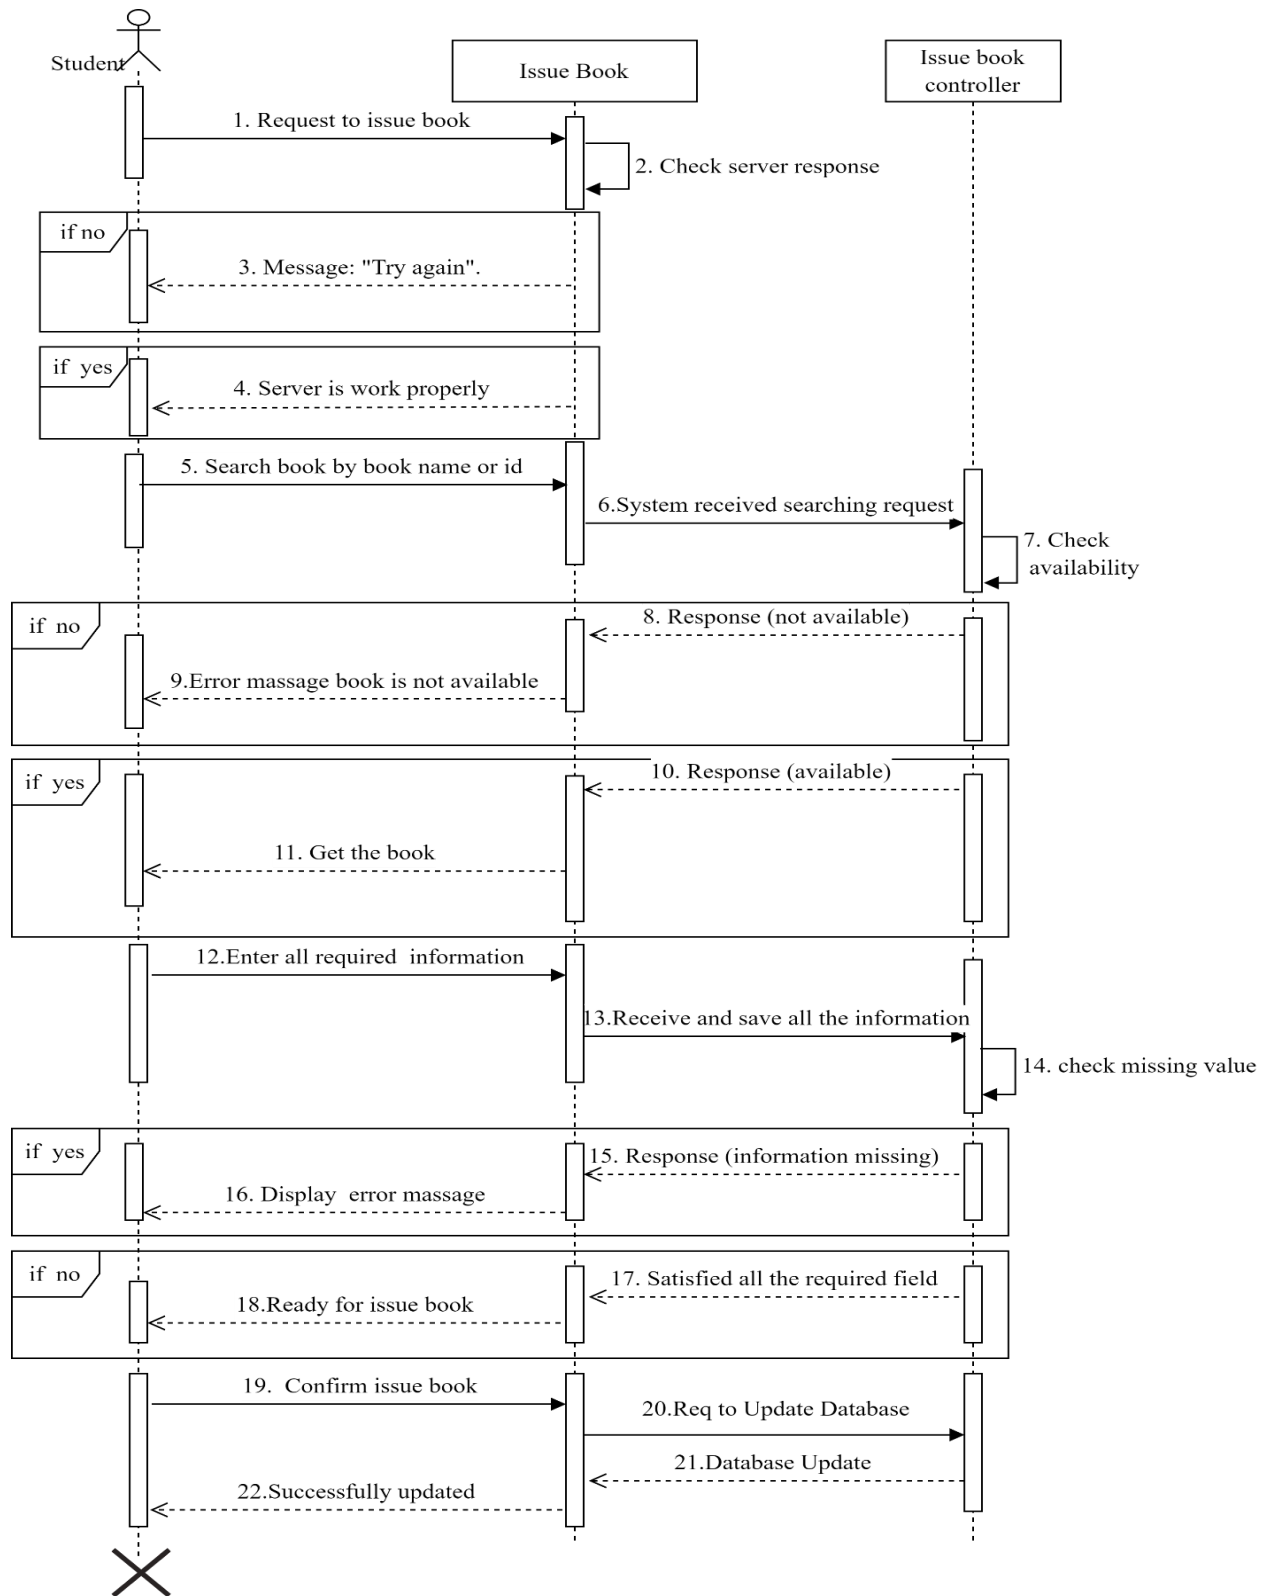 Student
Issue Book
Issue book
controller
1. Request to issue book
2. Check server response
if no
3. Message: "Try again".
if yes
4. Server is work properly
5. Search book by book name or id
6.System received searching request
7. Check
availability
if no
8. Response (not available)
9.Error massage book is not available
if yes
10. Response (available)
11. Get the book
12.Enter all required information
13.Receive and save all the information
14. check missing value
if yes
15. Response (information missing)
16. Display error massage
if no
17. Satisfied all the required field
18.Ready for issue book
19. Confirm issue book
20.Req to Update Database
21.Database Update
22.Successfully updated